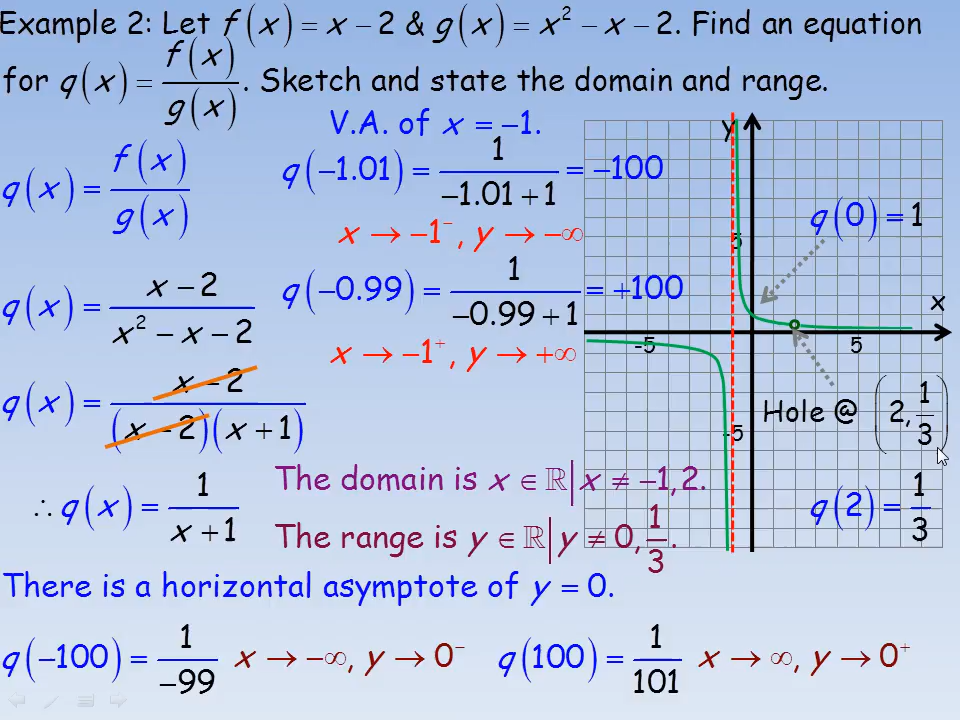 Example 2: Let f(x) = x − 2 & g(x) = x² − x − 2. Find an equation
for q(x) = f(x)/g(x). Sketch and state the domain and range.
q(x) = f(x)/g(x)
q(x) = (x − 2)/(x² − x − 2)
q(x) = (x − 2)/((x − 2)(x + 1))
∴ q(x) = 1/(x + 1)
V.A. of x = −1.
q(−1.01) = 1/(−1.01 + 1) = −100
x → −1⁻, y → −∞
q(−0.99) = 1/(−0.99 + 1) = +100
x → −1⁺, y → +∞
y
5
q(0) = 1
x
-5 5
-5
Hole @ (2, 1/3)
q(2) = 1/3
The domain is x ∈ ℝ | x ≠ −1, 2.
The range is y ∈ ℝ | y ≠ 0, 1/3.
There is a horizontal asymptote of y = 0.
q(−100) = 1/−99 x → −∞, y → 0⁻
q(100) = 1/101 x → ∞, y → 0⁺